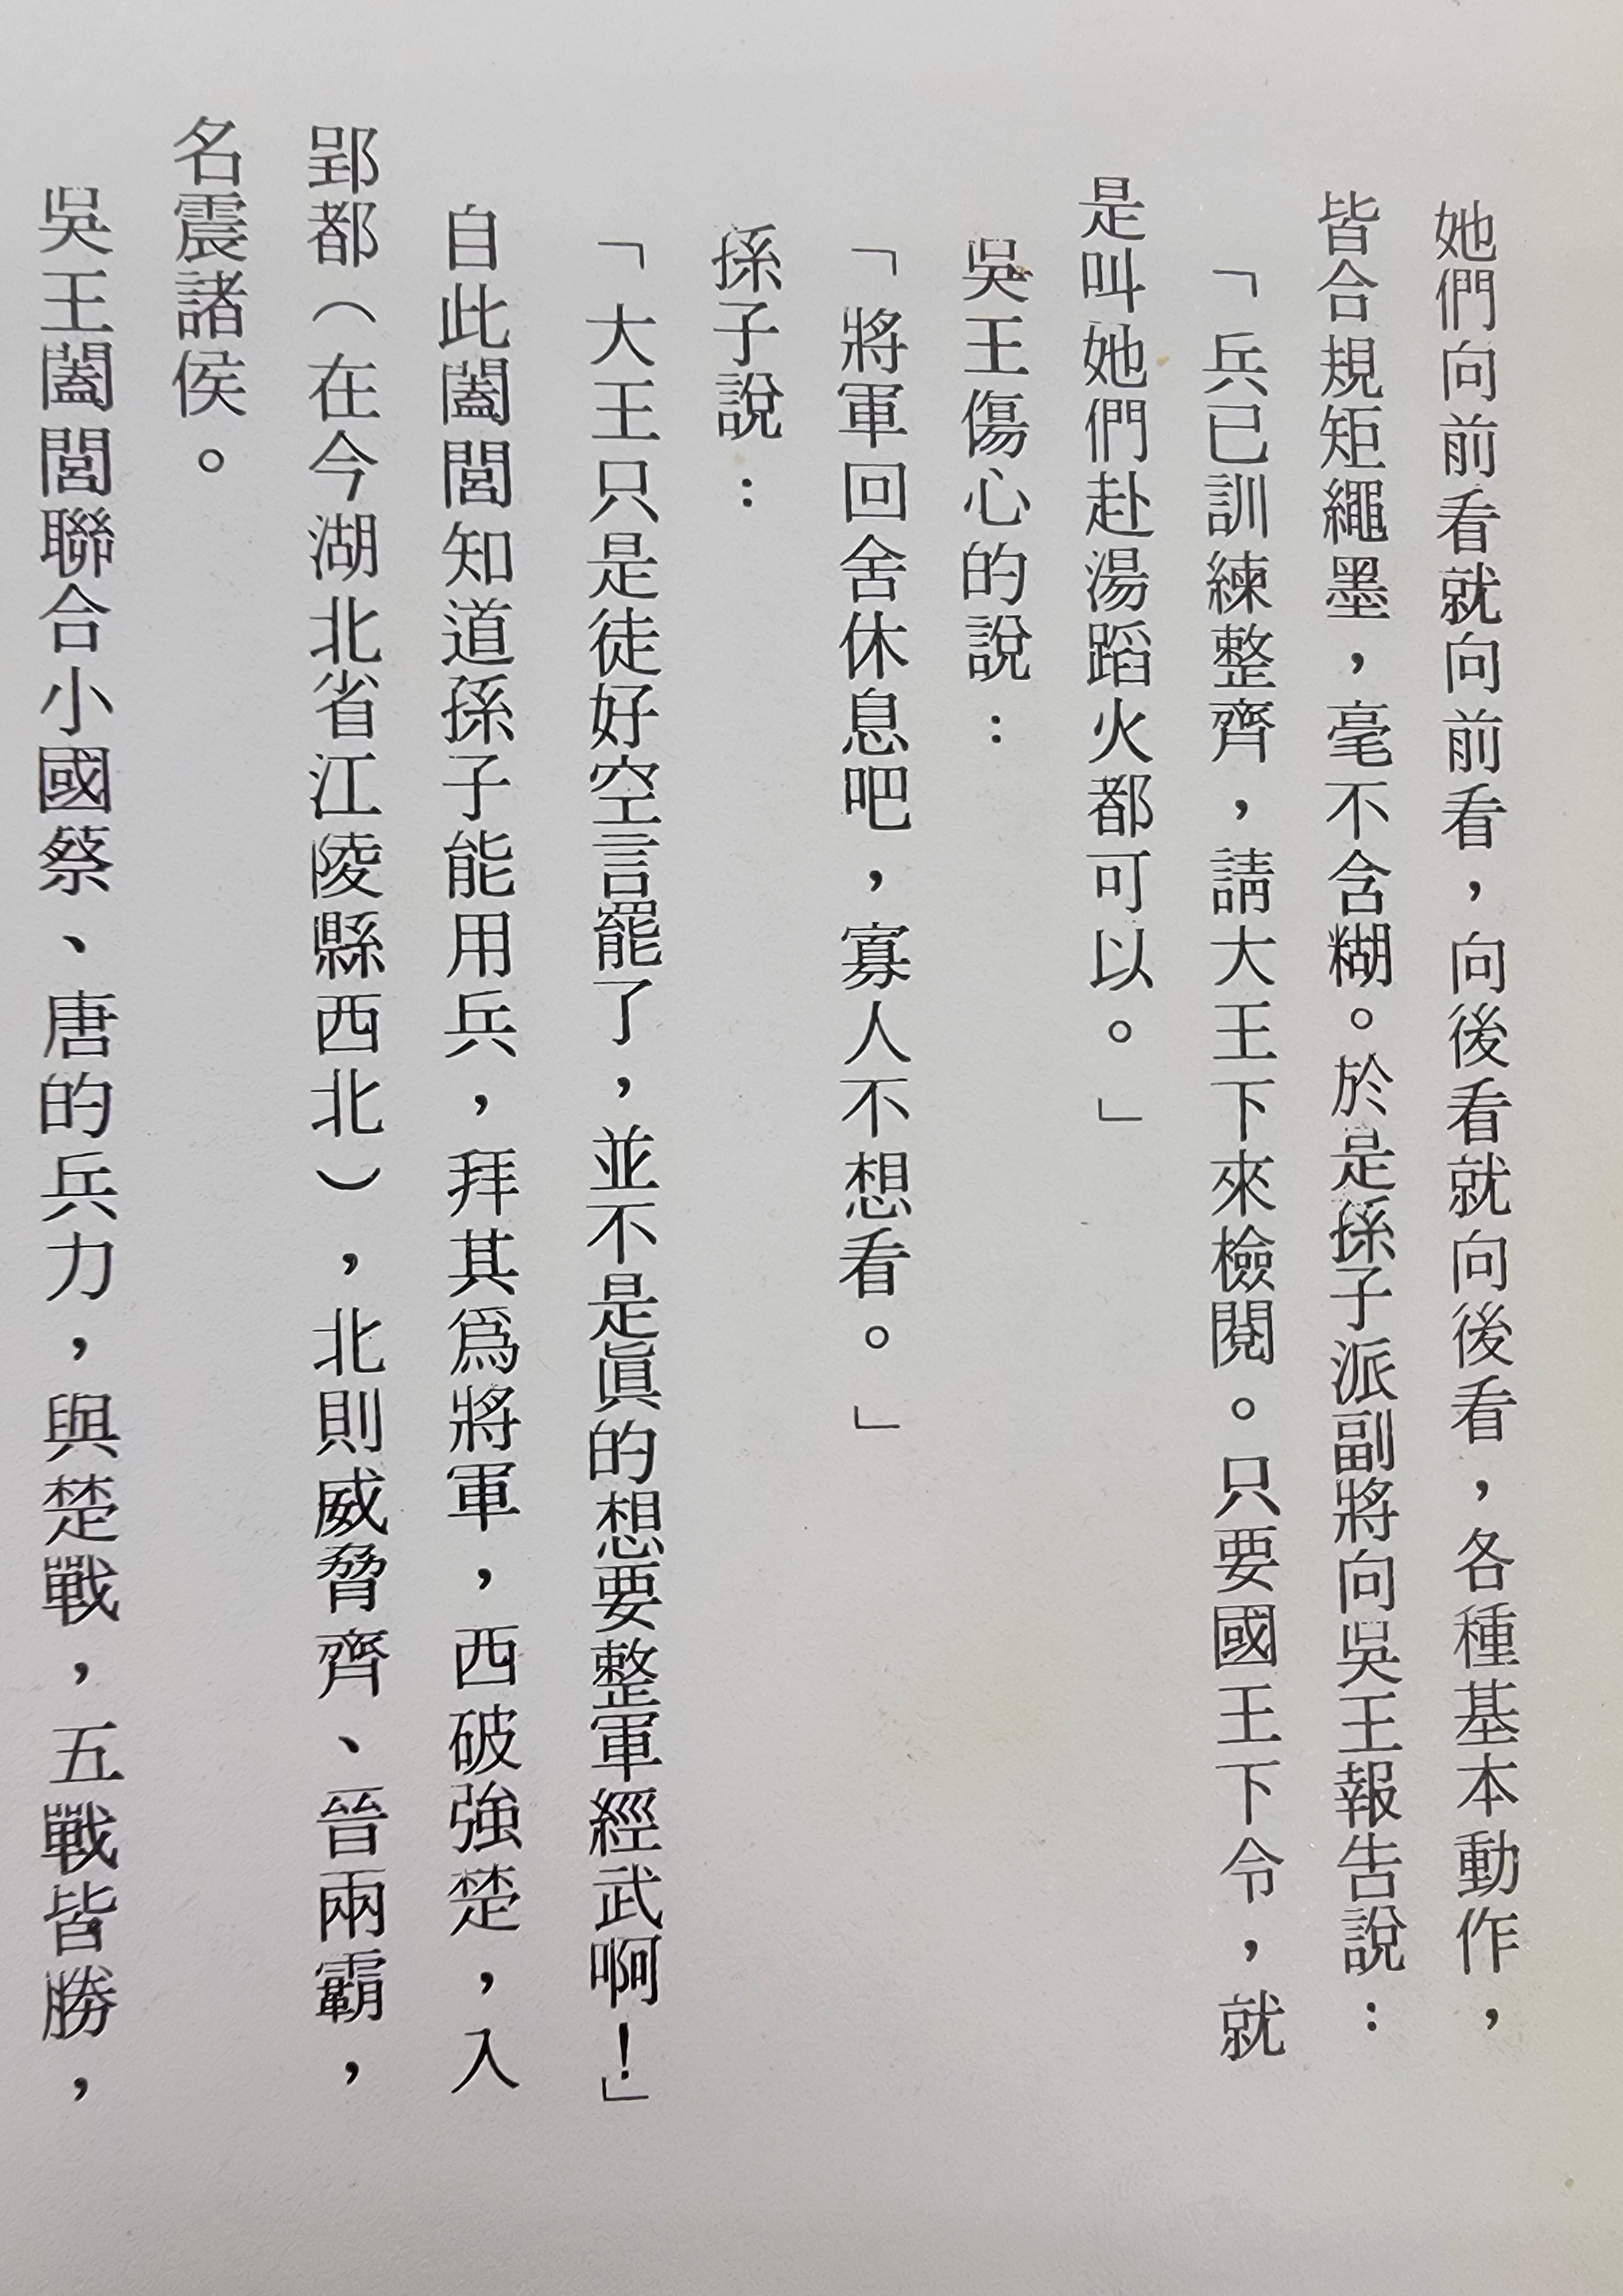 她們向前看就向前看，向後看就向後看，各種基本動作，
皆合規矩繩墨，毫不含糊。於是孫子派副將向吳王報告說：
「兵已訓練整齊，請大王下來檢閱。只要國王下令，就
是叫她們赴湯蹈火都可以。」
吳王傷心的說：
「將軍回舍休息吧，寡人不想看。」
孫子說：
「大王只是徒好空言罷了，並不是眞的想要整軍經武啊！」
自此闔閭知道孫子能用兵，拜其爲將軍，西破強楚，入
郢都（在今湖北省江陵縣西北），北則威脅齊、晉兩霸，
名震諸侯。
吳王闔閭聯合小國祭、唐的兵力，與楚戰，五戰皆勝，